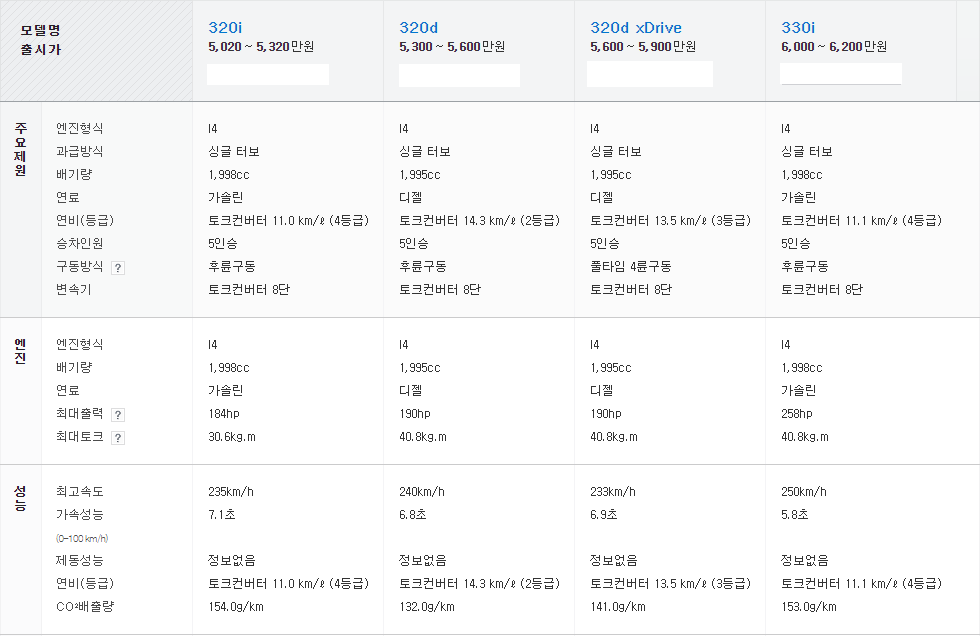 모델명 320i 320d 320d xDrive 330i
출시가 5,020 ~ 5,320만원 5,300 ~ 5,600만원 5,600 ~ 5,900만원 6,000 ~ 6,200만원
주요제원
엔진형식 I4 I4 I4 I4
과급방식 싱글 터보 싱글 터보 싱글 터보 싱글 터보
배기량 1,998cc 1,995cc 1,995cc 1,998cc
연료 가솔린 디젤 디젤 가솔린
연비(등급) 토크컨버터 11.0 km/ℓ (4등급) 토크컨버터 14.3 km/ℓ (2등급) 토크컨버터 13.5 km/ℓ (3등급) 토크컨버터 11.1 km/ℓ (4등급)
승차인원 5인승 5인승 5인승 5인승
구동방식 ? 후륜구동 후륜구동 풀타임 4륜구동 후륜구동
변속기 토크컨버터 8단 토크컨버터 8단 토크컨버터 8단 토크컨버터 8단
엔진
엔진형식 I4 I4 I4 I4
배기량 1,998cc 1,995cc 1,995cc 1,998cc
연료 가솔린 디젤 디젤 가솔린
최대출력 ? 184hp 190hp 190hp 258hp
최대토크 ? 30.6kg.m 40.8kg.m 40.8kg.m 40.8kg.m
성능
최고속도 235km/h 240km/h 233km/h 250km/h
가속성능 7.1초 6.8초 6.9초 5.8초
(0-100 km/h)
제동성능 정보없음 정보없음 정보없음 정보없음
연비(등급) 토크컨버터 11.0 km/ℓ (4등급) 토크컨버터 14.3 km/ℓ (2등급) 토크컨버터 13.5 km/ℓ (3등급) 토크컨버터 11.1 km/ℓ (4등급)
CO²배출량 154.0g/km 132.0g/km 141.0g/km 153.0g/km